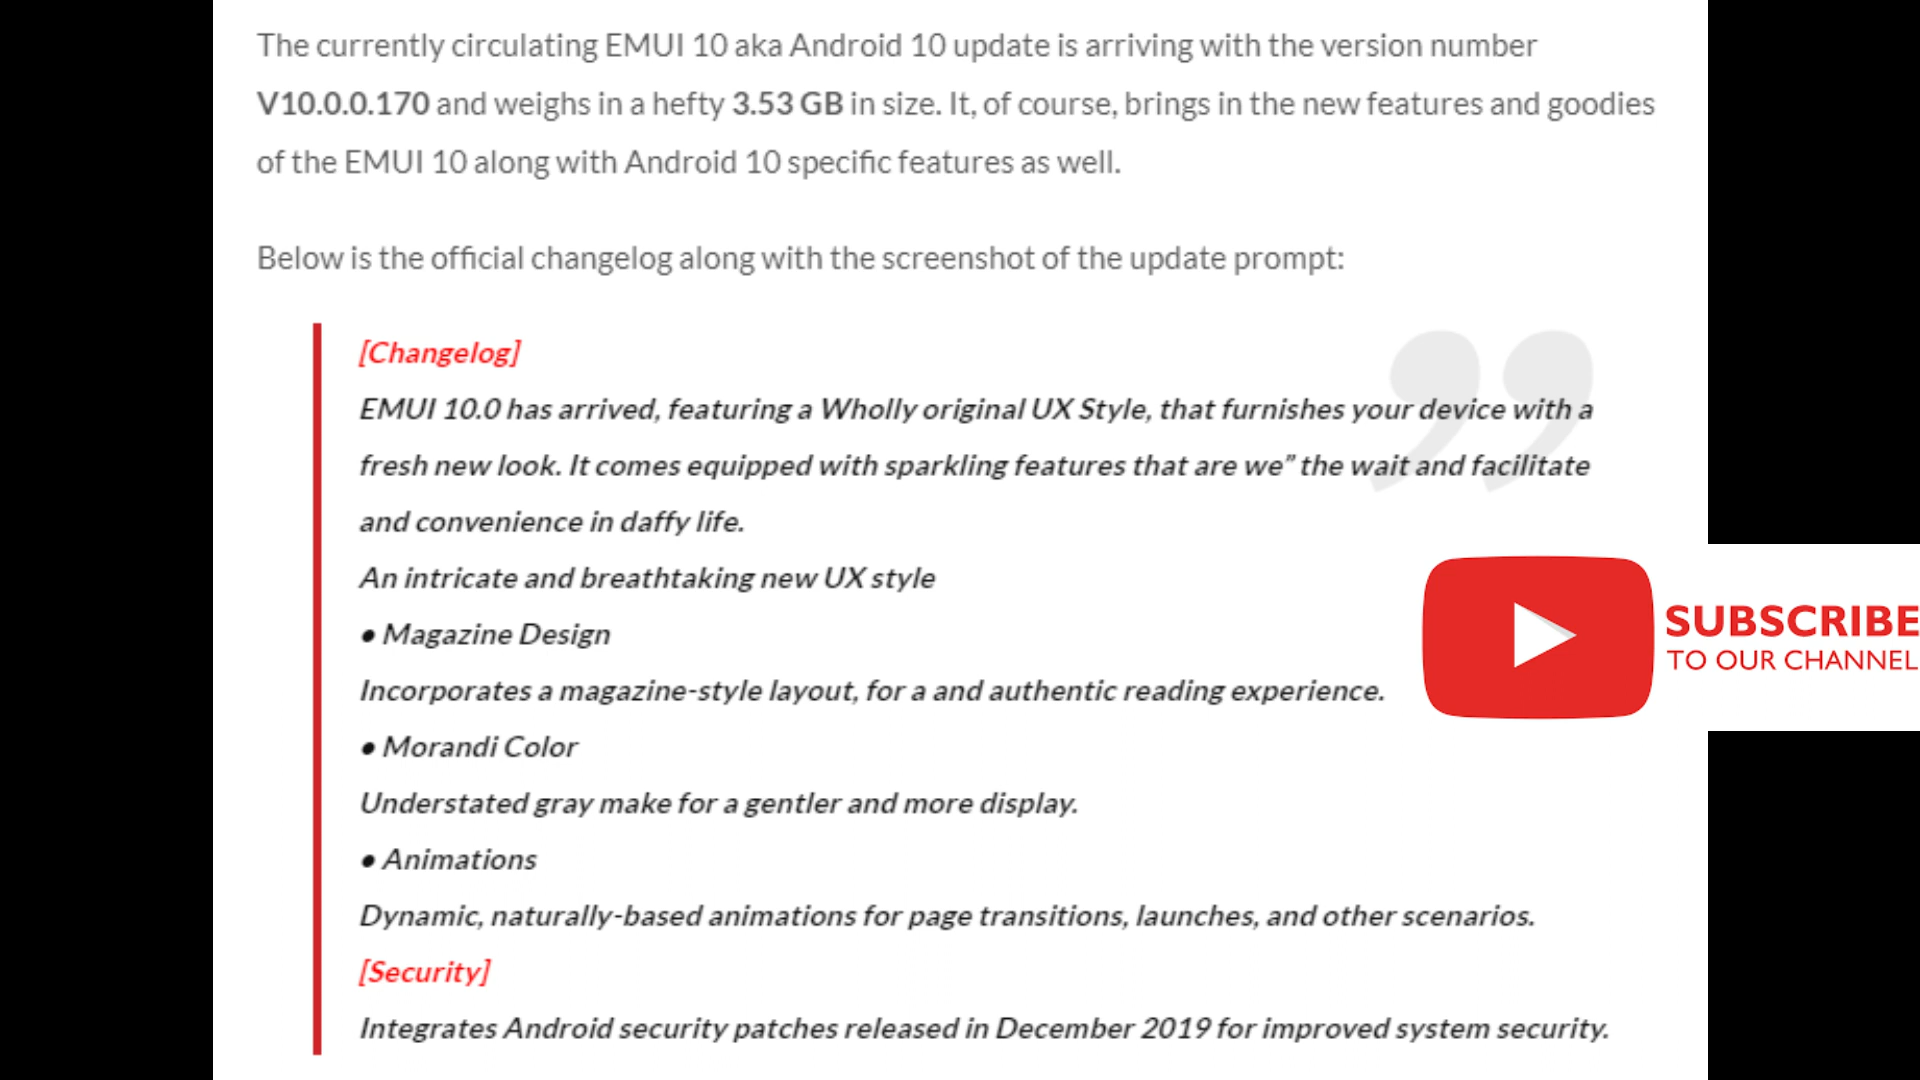 The currently circulating EMUI 10 aka Android 10 update is arriving with the version number
V10.0.0.170 and weighs in a hefty 3.53 GB in size. It, of course, brings in the new features and goodies
of the EMUI 10 along with Android 10 specific features as well.
Below is the official changelog along with the screenshot of the update prompt:
[Changelog]
EMUI 10.0 has arrived, featuring a Wholly original UX Style, that furnishes your device with a
fresh new look. It comes equipped with sparkling features that are we” the wait and facilitate
and convenience in daffy life.
An intricate and breathtaking new UX style
● Magazine Design
Incorporates a magazine-style layout, for a and authentic reading experience.
● Morandi Color
Understated gray make for a gentler and more display.
● Animations
Dynamic, naturally-based animations for page transitions, launches, and other scenarios.
[Security]
Integrates Android security patches released in December 2019 for improved system security.
SUBSCRIBE
TO OUR CHANNEL